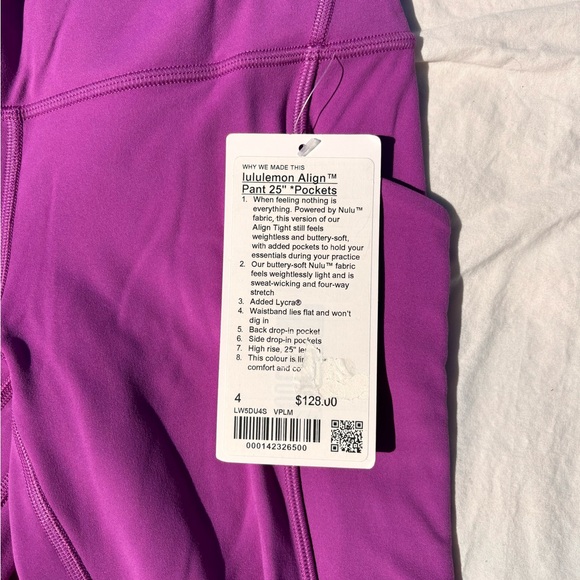 WHY WE MADE THIS
lululemon Align™
Pant 25" *Pockets
1. When feeling nothing is
everything. Powered by Nulu™
fabric, this version of our
Align Tight still feels
weightless and buttery-soft,
with added pockets to hold your
essentials during your practice
2. Our buttery-soft Nulu™ fabric
feels weightlessly light and is
sweat-wicking and four-way
stretch
3. Added Lycra®
4. Waistband lies flat and won't
dig in
5. Back drop-in pocket
6. Side drop-in pockets
7. High rise, 25"
8. This colour is
comfort and
4 $128.00
LW5DU4S VPLM
000142326500